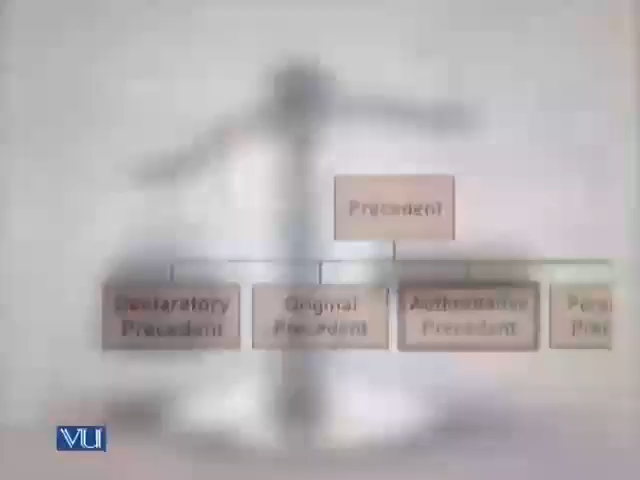 Precedent
Declaratory
Precedent
Original
Precedent
Authoritative
Precedent
VU